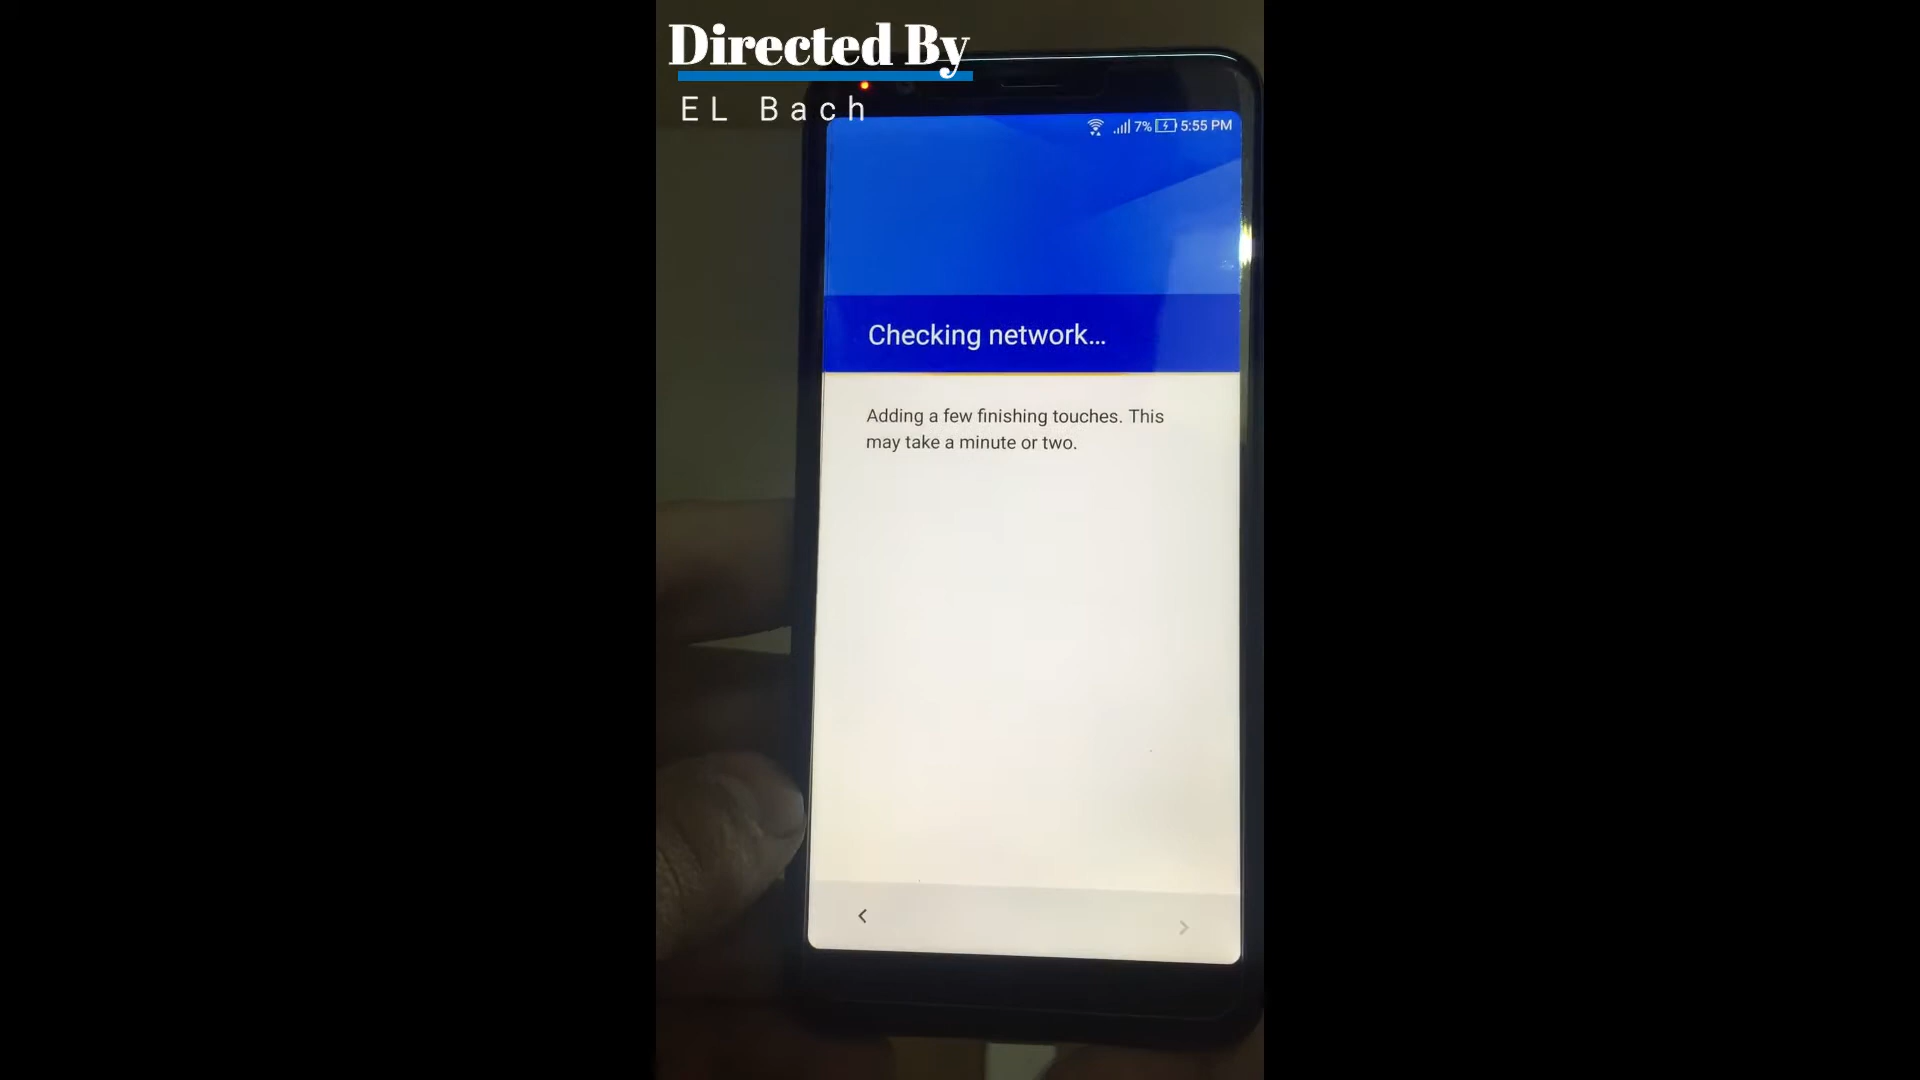 Directed By
EL Bach
7% 5:55 PM
Checking network...
Adding a few finishing touches. This
may take a minute or two.